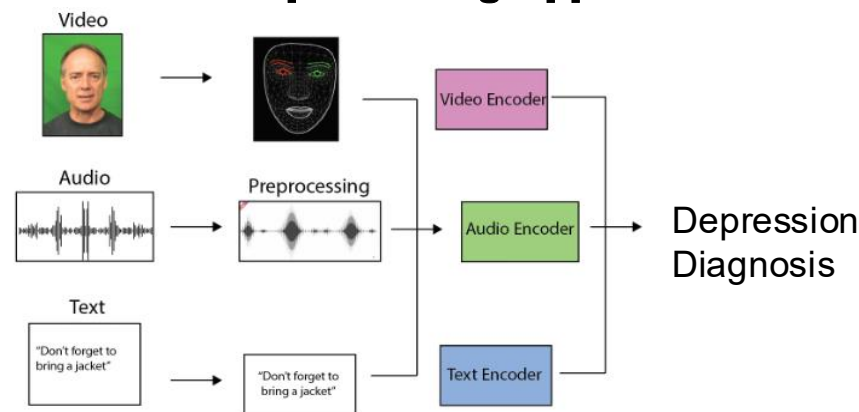 Video
Video Encoder
Audio
Preprocessing
Audio Encoder
Depression
Diagnosis
Text
"Don't forget to
bring a jacket"
"Don't forget to
bring a jacket"
Text Encoder